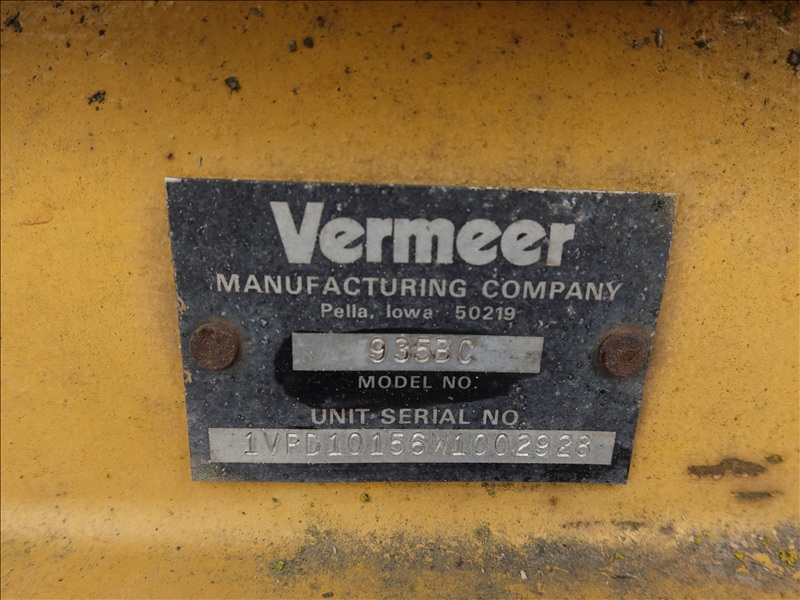 Vermeer
MANUFACTURING COMPANY
Pella, Iowa 50219
935BC
MODEL NO.
UNIT SERIAL NO
1VRD10156W1002928